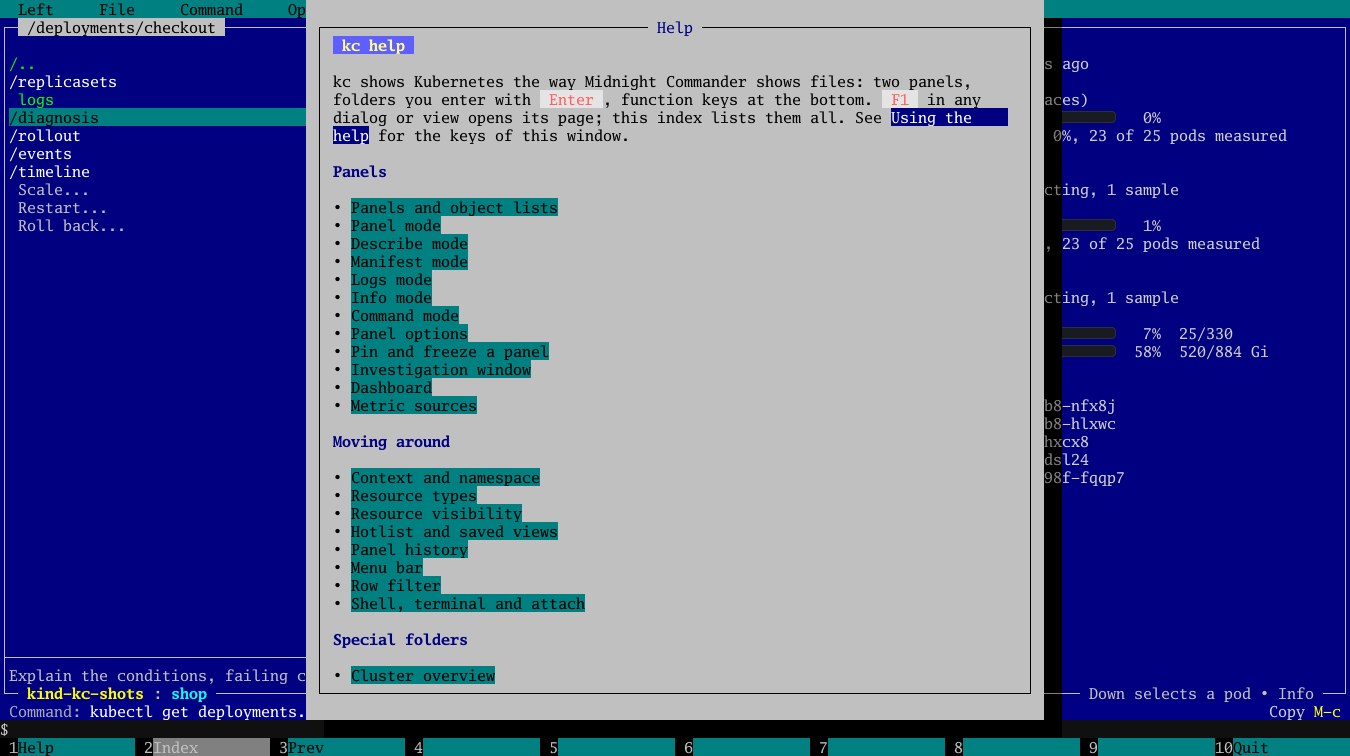 Left File Command Op
/deployments/checkout
Help
kc help
/..
/replicasets
logs
/diagnosis
/rollout
/events
/timeline
Scale...
Restart...
Roll back...
kc shows Kubernetes the way Midnight Commander shows files: two panels,
folders you enter with Enter , function keys at the bottom. F1 in any
dialog or view opens its page; this index lists them all. See Using the
help for the keys of this window.
Panels
• Panels and object lists
• Panel mode
• Describe mode
• Manifest mode
• Logs mode
• Info mode
• Command mode
• Panel options
• Pin and freeze a panel
• Investigation window
• Dashboard
• Metric sources
Moving around
• Context and namespace
• Resource types
• Resource visibility
• Hotlist and saved views
• Panel history
• Menu bar
• Row filter
• Shell, terminal and attach
Special folders
• Cluster overview
s ago
aces)
0%
0%, 23 of 25 pods measured
cting, 1 sample
1%
, 23 of 25 pods measured
cting, 1 sample
7% 25/330
58% 520/884 Gi
b8-nfx8j
b8-hlxwc
hxcx8
dsl24
98f-fqqp7
Explain the conditions, failing c
kind-kc-shots : shop
Down selects a pod • Info
Command: kubectl get deployments.
Copy M-c
$
1Help 2Index 3Prev 4 5 6 7 8 9 10Quit